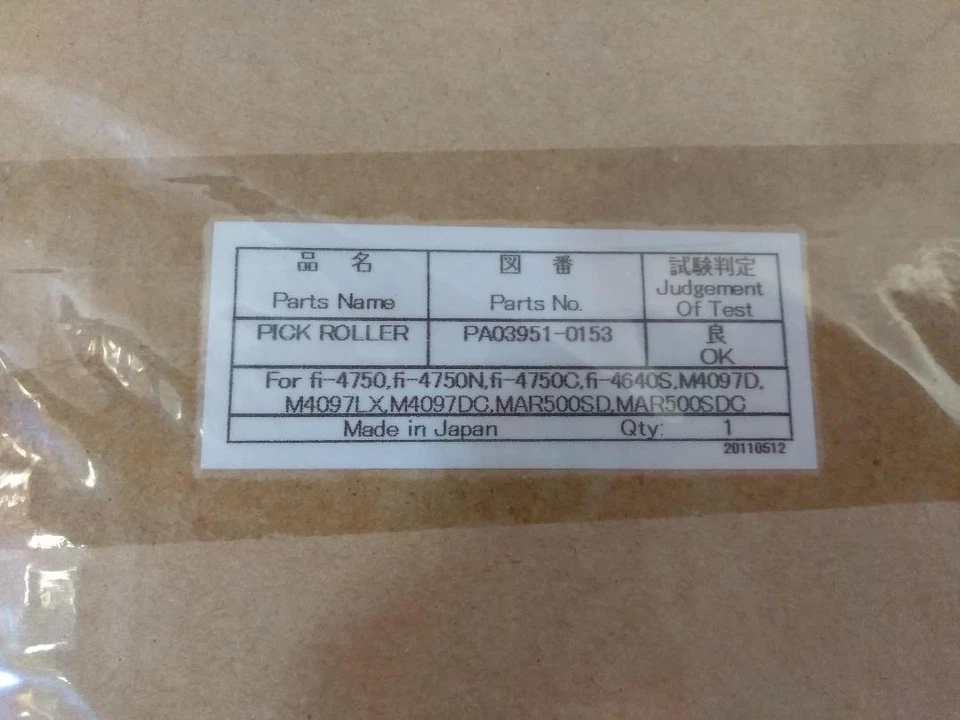 品 名 図 番 試験判定
Parts Name Parts No. Judgement
Of Test
PICK ROLLER PA03951-0153 良
OK
For fi-4750,fi-4750N,fi-4750C,fi-4640S,M4097D,
M4097LX,M4097DC,MAR500SD,MAR500SDC
Made in Japan Qty: 1
20110512